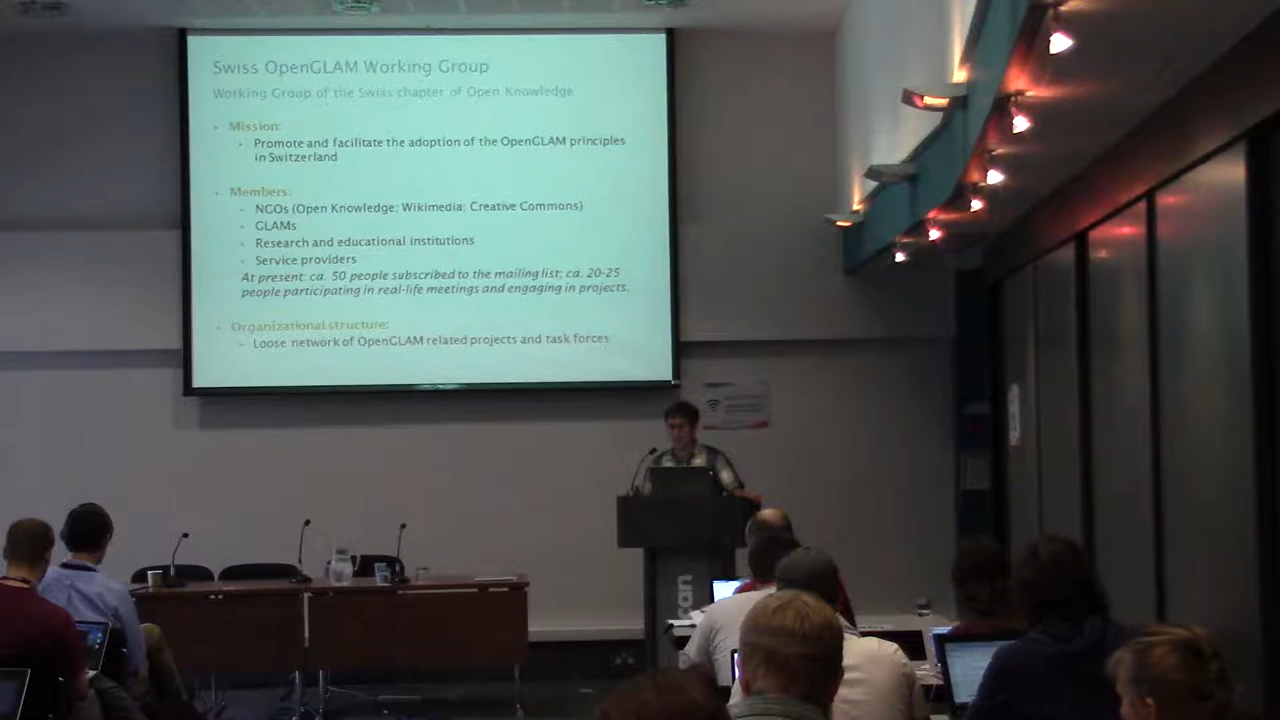 Swiss OpenGLAM Working Group
Working Group of the Swiss chapter of Open Knowledge
- Mission:
- Promote and facilitate the adoption of the OpenGLAM principles
in Switzerland
- Members:
- NGOs (Open Knowledge; Wikimedia; Creative Commons)
- GLAMs
- Research and educational institutions
- Service providers
At present: ca. 50 people subscribed to the mailing list; ca. 20-25
people participating in real-life meetings and engaging in projects.
- Organizational structure:
- Loose network of OpenGLAM related projects and task forces
ican